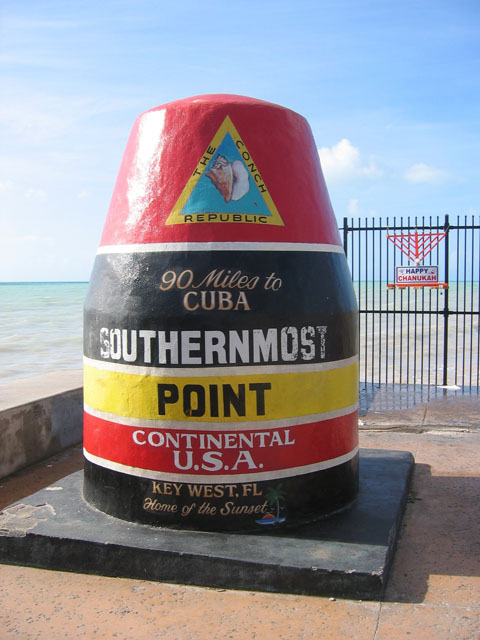 THE CONCH
REPUBLIC
90 Miles to
CUBA
SOUTHERNMOST
POINT
CONTINENTAL
U.S.A.
KEY WEST, FL
Home of the Sunset
HAPPY
CHANUKAH